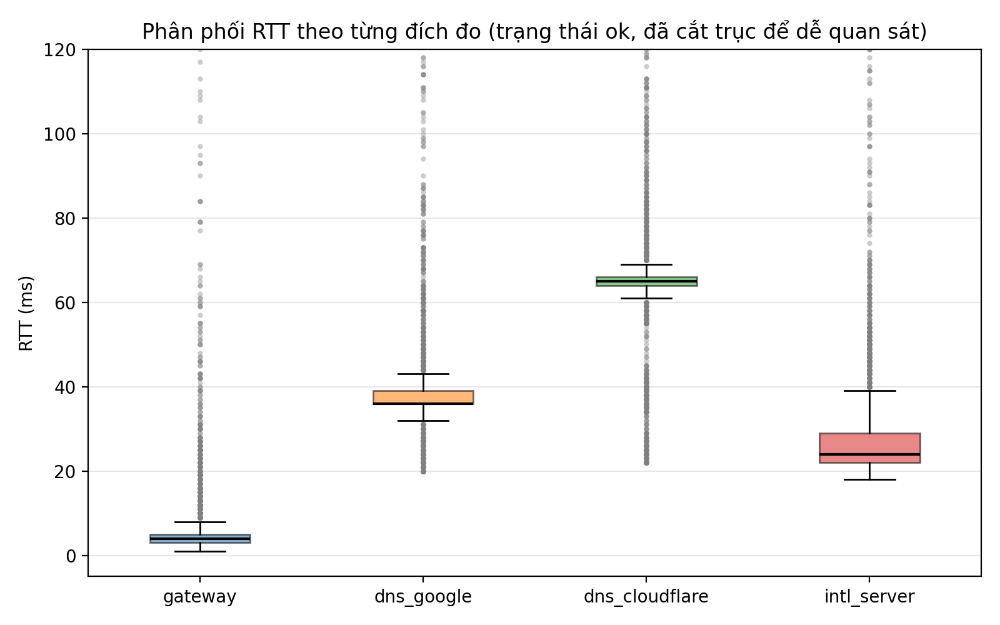 Phân phối RTT theo từng đích đo (trạng thái ok, đã cắt trục để dễ quan sát)
RTT (ms)
120
100
80
60
40
20
0
gateway
dns_google
dns_cloudflare
intl_server